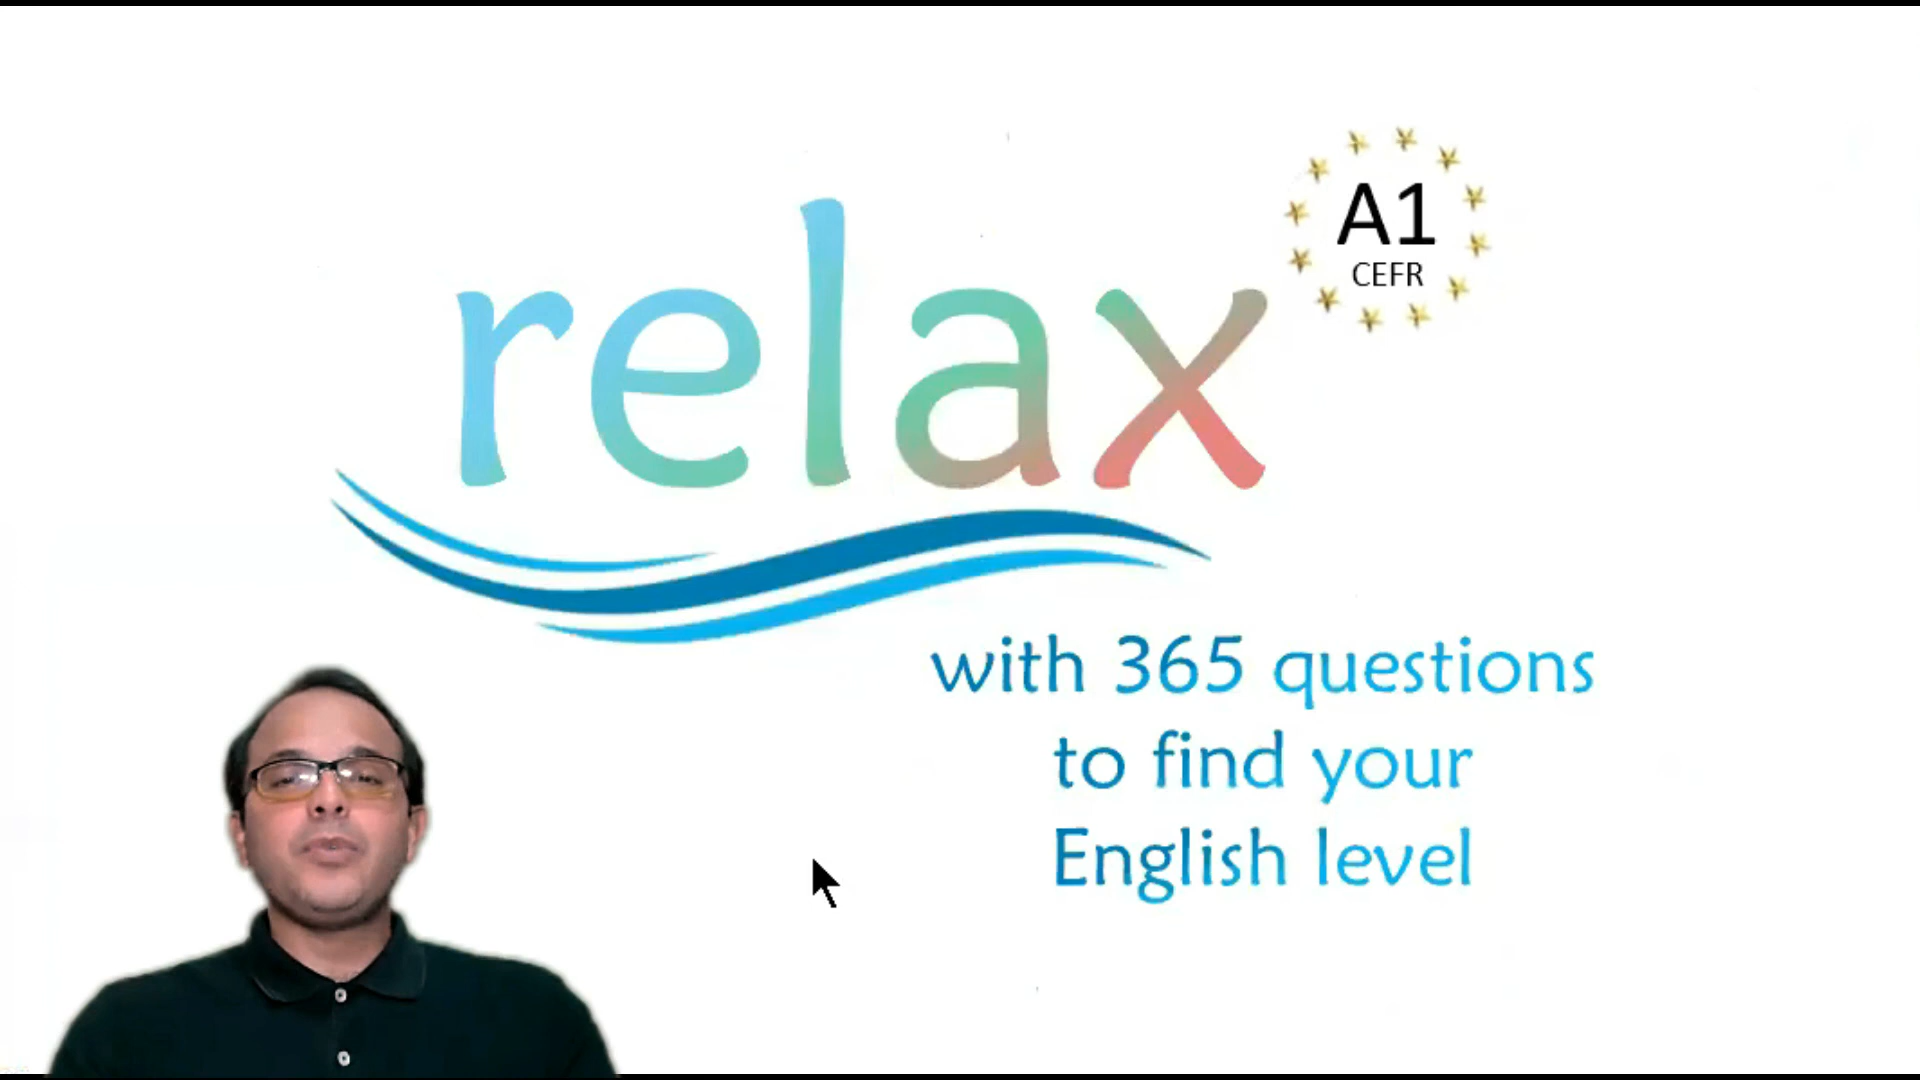 relax
A1
CEFR
with 365 questions
to find your
English level